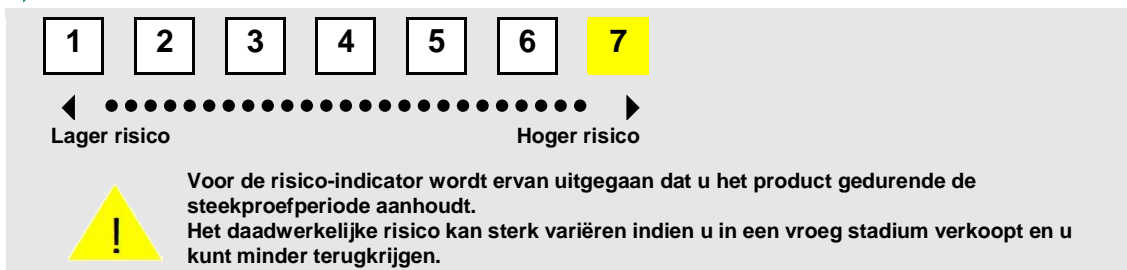 1 2 3 4 5 6 7
Lager risico Hoger risico
! Voor de risico-indicator wordt ervan uitgegaan dat u het product gedurende de
steekproefperiode aanhoudt.
Het daadwerkelijke risico kan sterk variëren indien u in een vroeg stadium verkoopt en u
kunt minder terugkrijgen.